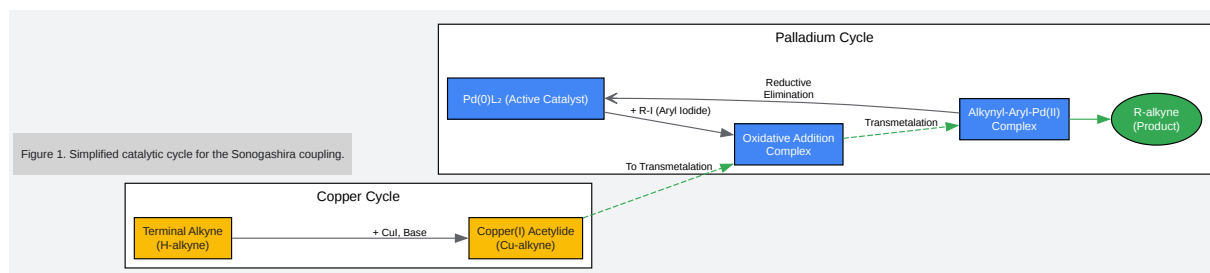 Palladium Cycle
Pd(0)L₂ (Active Catalyst)
+ R-I (Aryl Iodide)
Reductive
Elimination
Oxidative Addition
Complex
Transmetalation
Alkynyl-Aryl-Pd(II)
Complex
R-alkyne
(Product)
Figure 1. Simplified catalytic cycle for the Sonogashira coupling.
To Transmetalation
Copper Cycle
Terminal Alkyne
(H-alkyne)
+ CuI, Base
Copper(I) Acetylide
(Cu-alkyne)